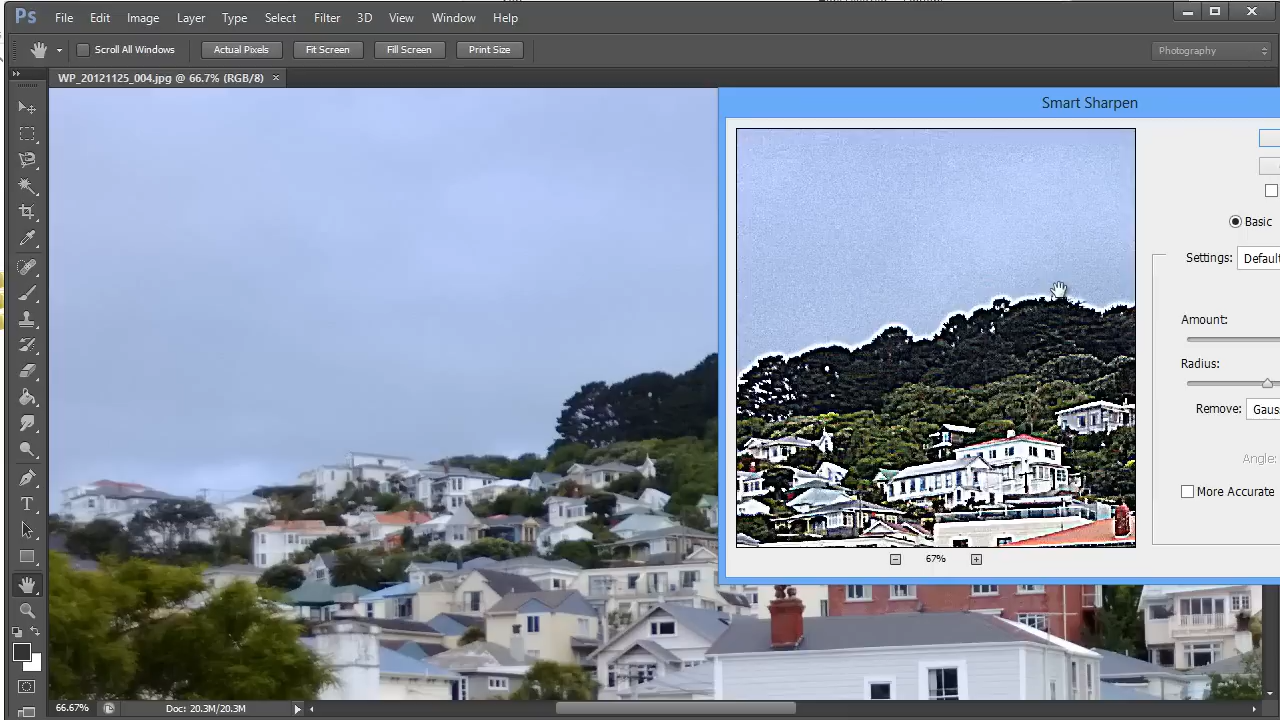 Ps File Edit Image Layer Type Select Filter 3D View Window Help
Scroll All Windows Actual Pixels Fit Screen Fill Screen Print Size Photography
WP_20121125_004.jpg @ 66.7% (RGB/8)
Smart Sharpen
Basic
Settings: Default
Amount:
Radius:
Remove: Gaus
Angle:
More Accurate
67%
66.67% Doc: 20.3M/20.3M